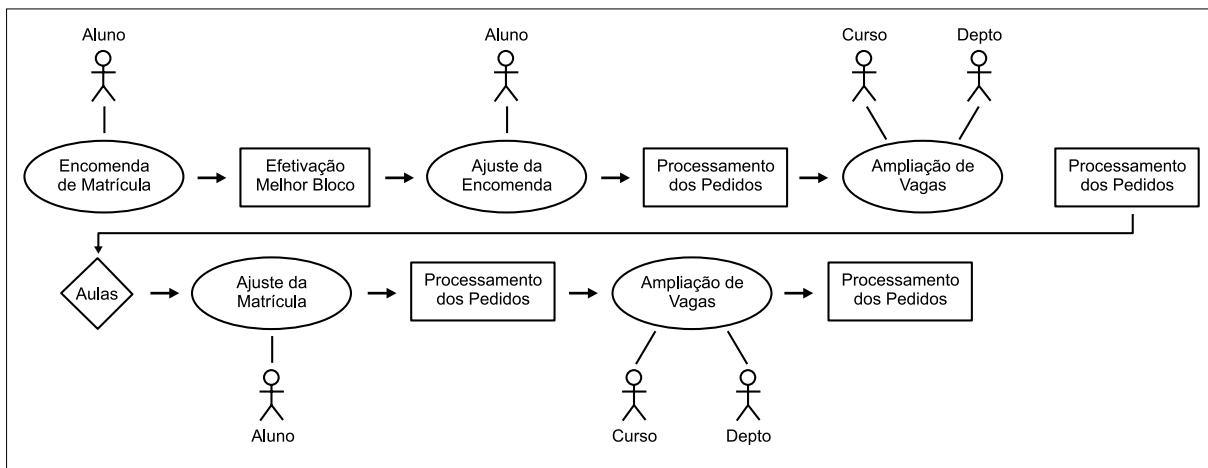 Aluno
Aluno
Curso
Depto
Encomenda
de Matrícula
Efetivação
Melhor Bloco
Ajuste da
Encomenda
Processamento
dos Pedidos
Ampliação de
Vagas
Processamento
dos Pedidos
Aulas
Ajuste da
Matrícula
Processamento
dos Pedidos
Ampliação de
Vagas
Processamento
dos Pedidos
Aluno
Curso
Depto